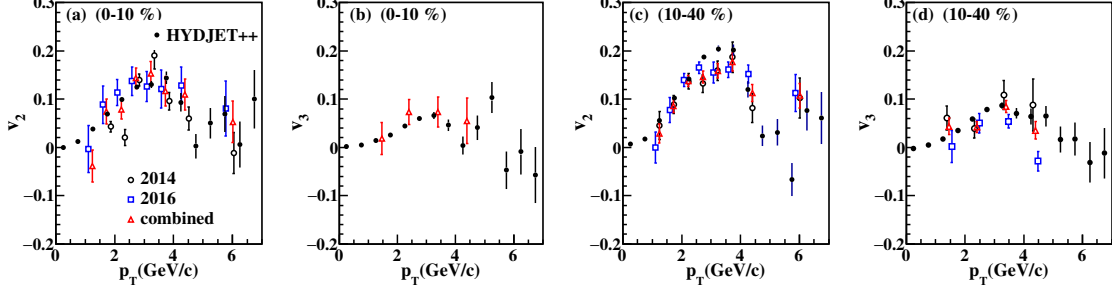 (a) (0-10 %)
HYDJET++
2014
2016
combined
v2
0.3
0.2
0.1
0
−0.1
−0.2
0 2 4 6
pT(GeV/c)
(b) (0-10 %)
v3
0.3
0.2
0.1
0
−0.1
−0.2
0 2 4 6
pT(GeV/c)
(c) (10-40 %)
v2
0.3
0.2
0.1
0
−0.1
−0.2
0 2 4 6
pT(GeV/c)
(d) (10-40 %)
v3
0.3
0.2
0.1
0
−0.1
−0.2
0 2 4 6
pT(GeV/c)